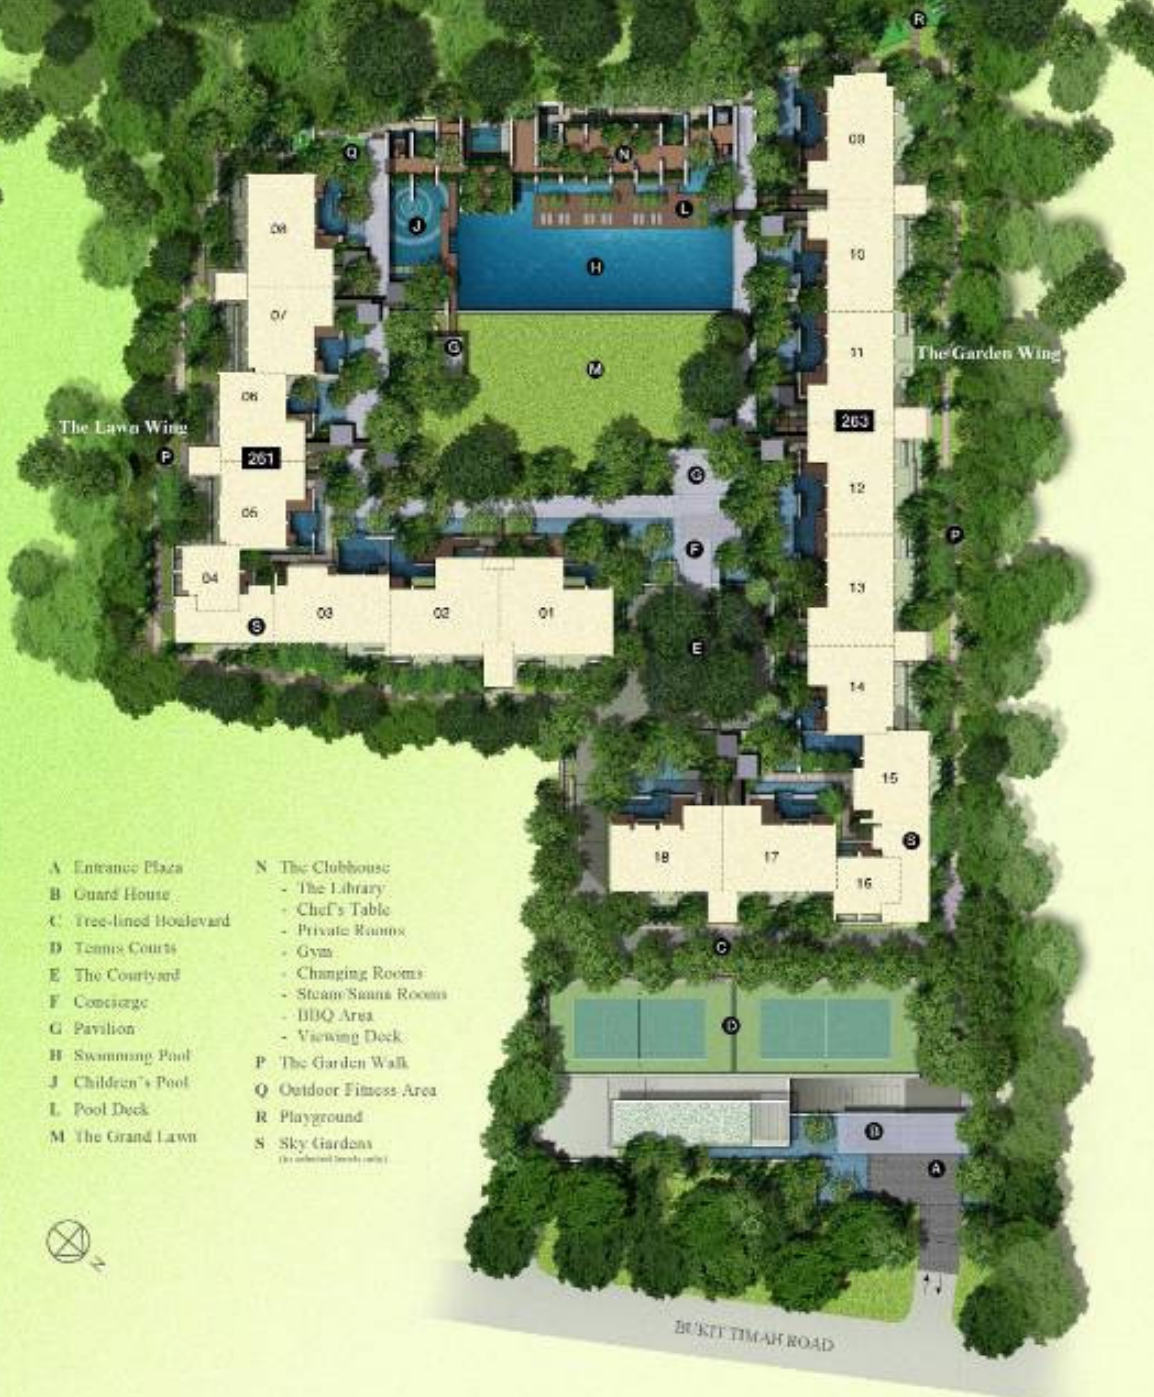 R
09
Q
N
08
J
L
10
H
07
G
11
The Garden Wing
M
06
263
The Lawn Wing
P
261
G
12
05
P
F
04
13
03
02
01
S
E
14
15
S
18
17
16
C
D
B
A
A Entrance Plaza
B Guard House
C Tree-lined Boulevard
D Tennis Courts
E The Courtyard
F Concierge
G Pavilion
H Swimming Pool
J Children's Pool
L Pool Deck
M The Grand Lawn
N The Clubhouse
- The Library
- Chef's Table
- Private Rooms
- Gym
- Changing Rooms
- Steam/Sauna Rooms
- BBQ Area
- Viewing Deck
P The Garden Walk
Q Outdoor Fitness Area
R Playground
S Sky Gardens
(to selected levels only)
N
BUKIT TIMAH ROAD